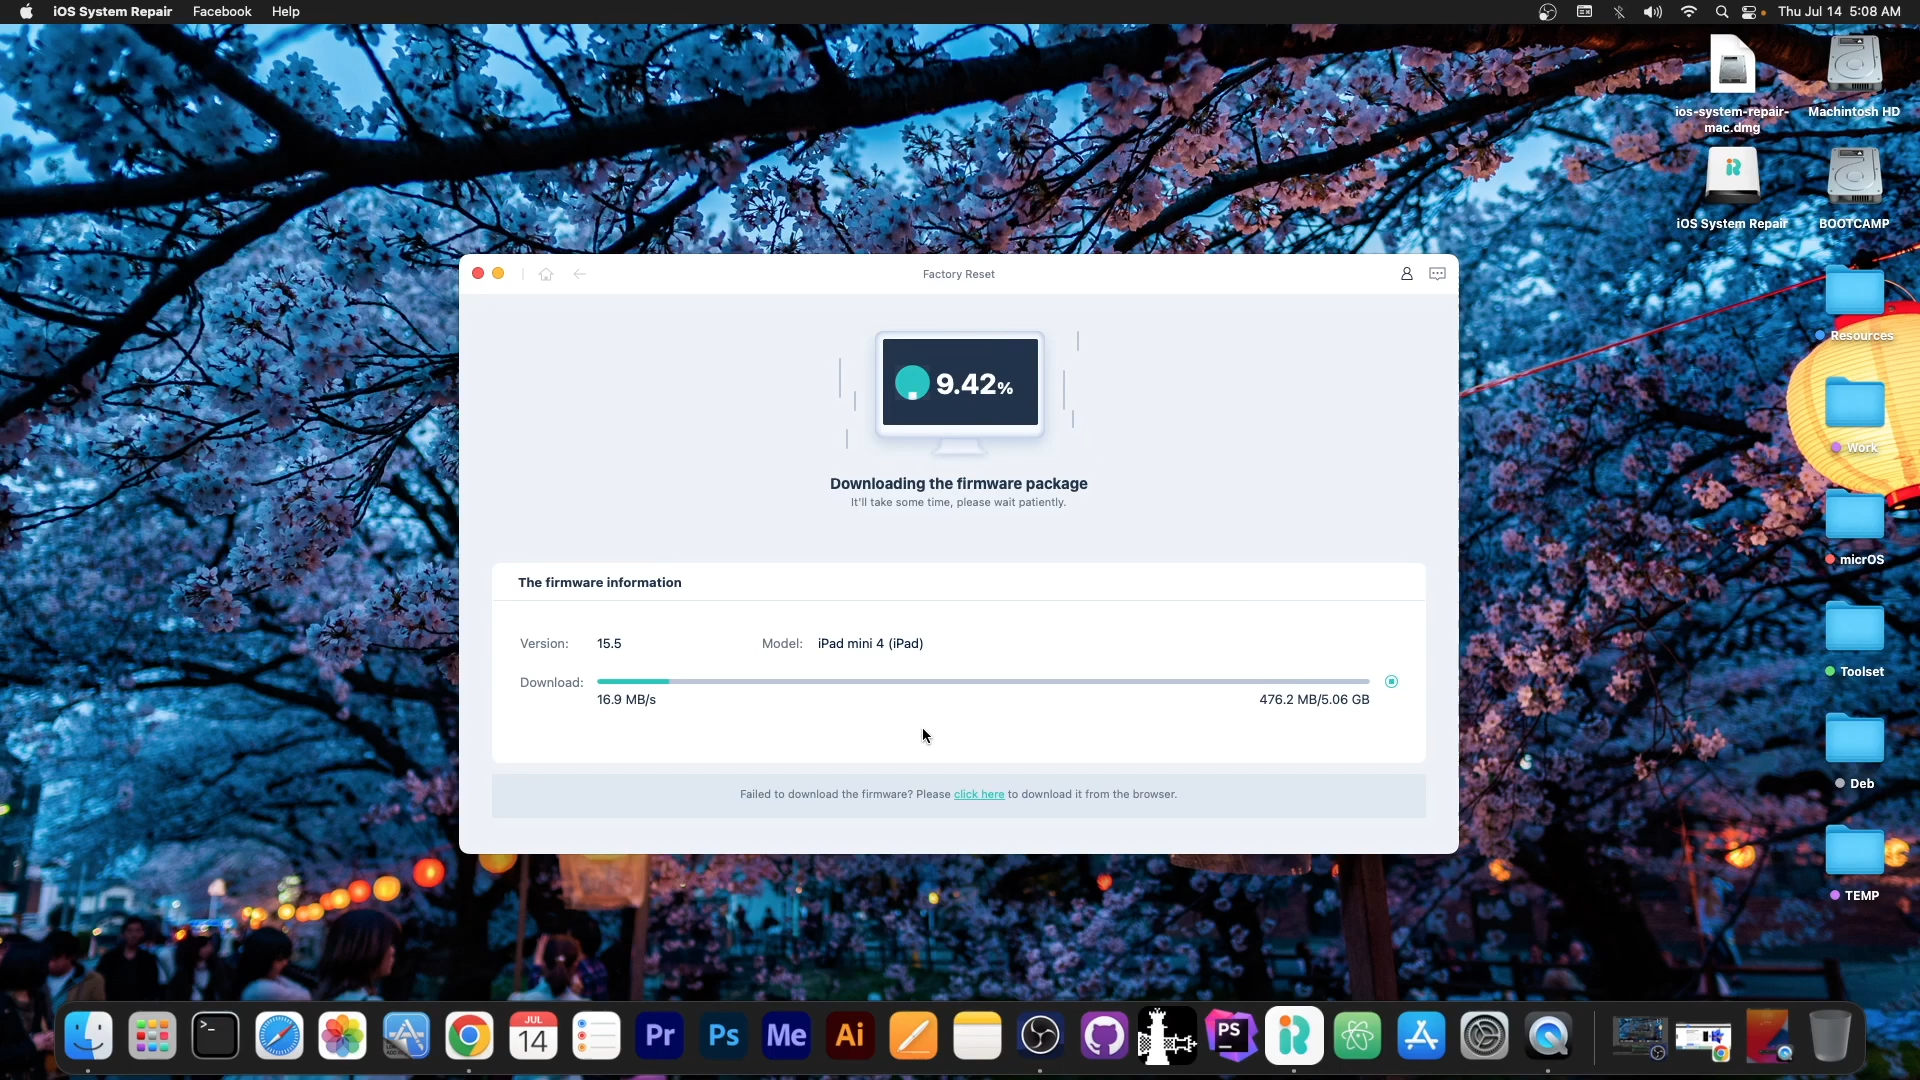 iOS System Repair Facebook Help
Thu Jul 14 5:08 AM
ios-system-repair-mac.dmg
Machintosh HD
iOS System Repair
BOOTCAMP
Resources
Work
micrOS
Toolset
Deb
TEMP
Factory Reset
9.42%
Downloading the firmware package
It'll take some time, please wait patiently.
The firmware information
Version: 15.5 Model: iPad mini 4 (iPad)
Download:
16.9 MB/s 476.2 MB/5.06 GB
Failed to download the firmware? Please click here to download it from the browser.
>_
JUL
14
Pr
Ps
Me
Ai
PS